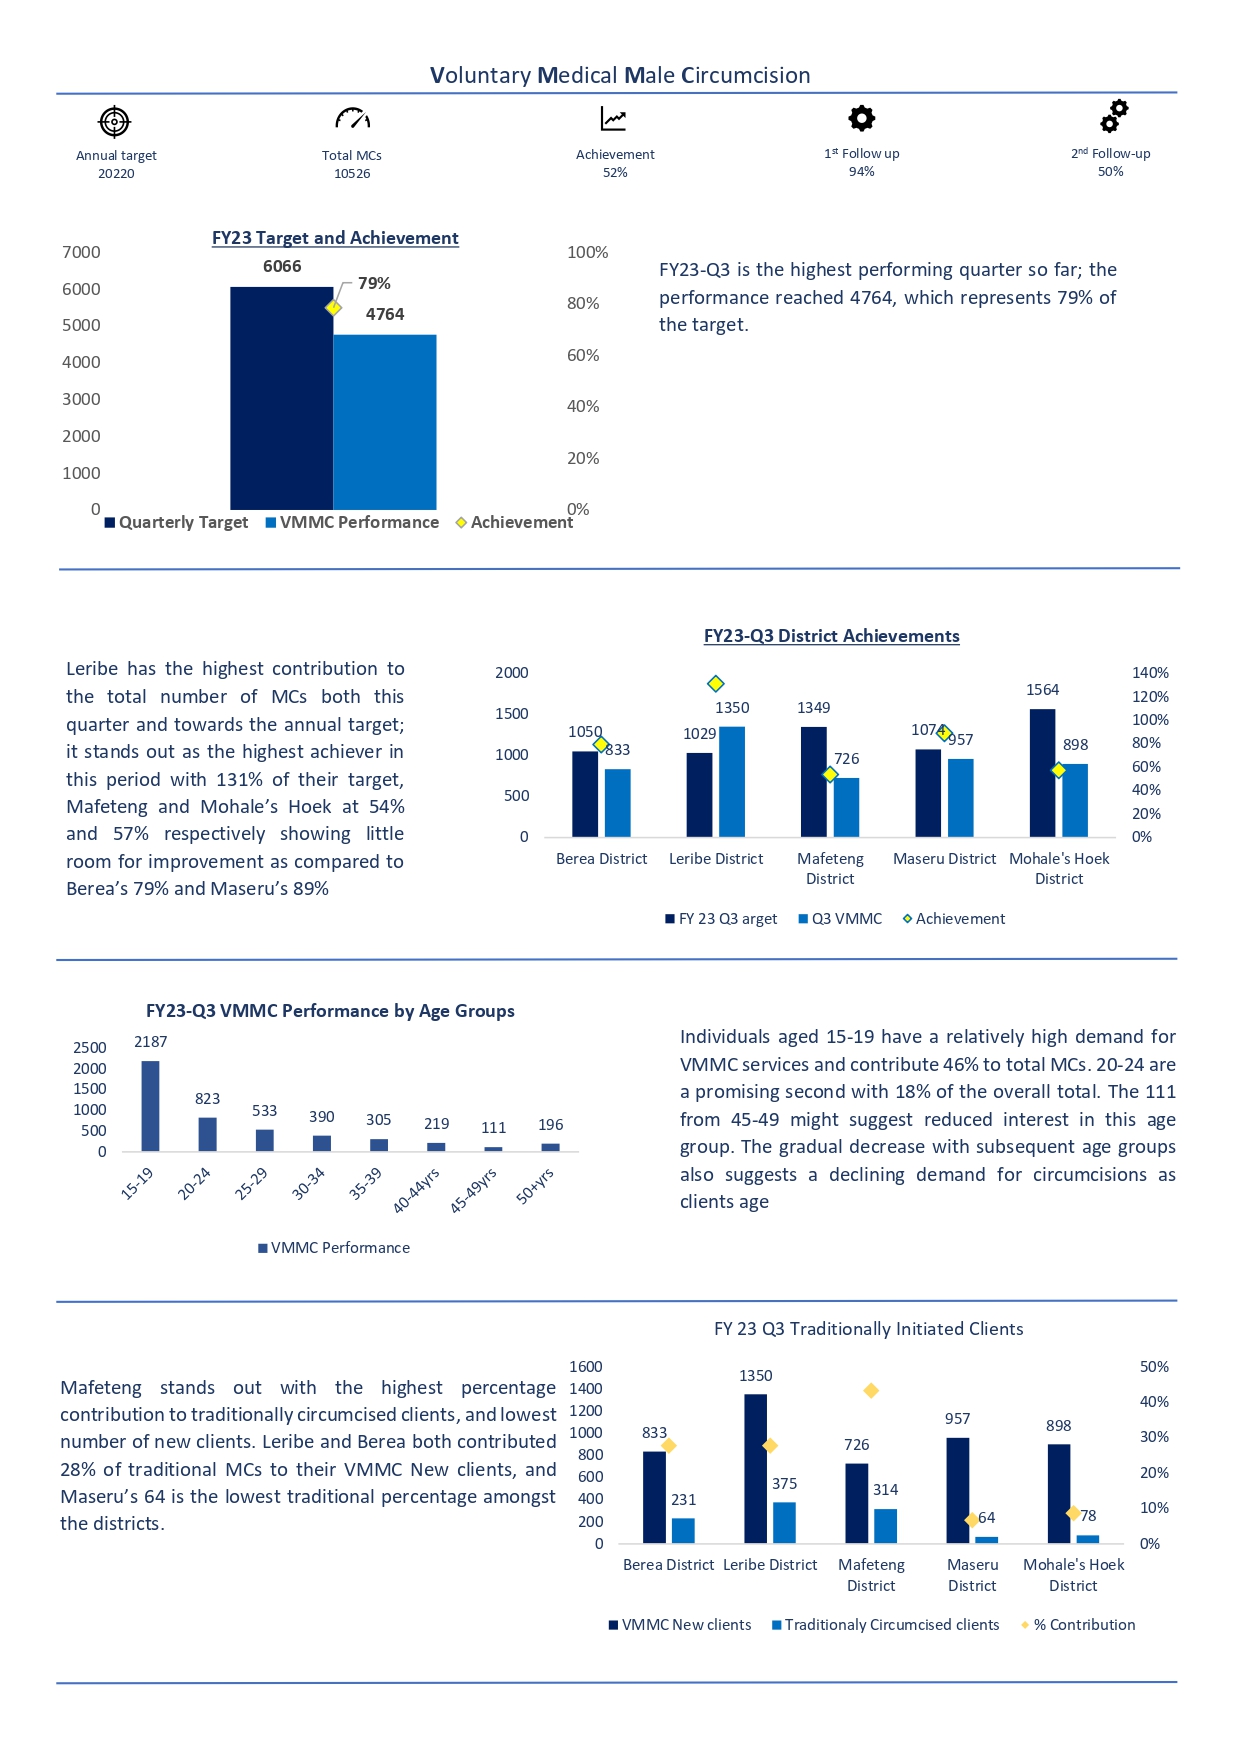 Voluntary Medical Male Circumcision
Annual target
20220
Total MCs
10526
Achievement
52%
1st Follow up
94%
2nd Follow-up
50%
FY23 Target and Achievement
7000
6000
5000
4000
3000
2000
1000
0
6066
79%
4764
100%
80%
60%
40%
20%
0%
Quarterly Target VMMC Performance Achievement
FY23-Q3 is the highest performing quarter so far; the
performance reached 4764, which represents 79% of
the target.
Leribe has the highest contribution to
the total number of MCs both this
quarter and towards the annual target;
it stands out as the highest achiever in
this period with 131% of their target,
Mafeteng and Mohale's Hoek at 54%
and 57% respectively showing little
room for improvement as compared to
Berea's 79% and Maseru's 89%
FY23-Q3 District Achievements
2000
1500
1000
500
0
1050 833
1029 1350
1349 726
1074 957
1564 898
140%
120%
100%
80%
60%
40%
20%
0%
Berea District
Leribe District
Mafeteng
District
Maseru District
Mohale's Hoek
District
FY 23 Q3 arget Q3 VMMC Achievement
FY23-Q3 VMMC Performance by Age Groups
2500
2000
1500
1000
500
0
2187
823
533
390
305
219
111
196
15-19
20-24
25-29
30-34
35-39
40-44yrs
45-49yrs
50+yrs
VMMC Performance
Individuals aged 15-19 have a relatively high demand for
VMMC services and contribute 46% to total MCs. 20-24 are
a promising second with 18% of the overall total. The 111
from 45-49 might suggest reduced interest in this age
group. The gradual decrease with subsequent age groups
also suggests a declining demand for circumcisions as
clients age
Mafeteng stands out with the highest percentage
contribution to traditionally circumcised clients, and lowest
number of new clients. Leribe and Berea both contributed
28% of traditional MCs to their VMMC New clients, and
Maseru's 64 is the lowest traditional percentage amongst
the districts.
FY 23 Q3 Traditionally Initiated Clients
1600
1400
1200
1000
800
600
400
200
0
833 231
1350 375
726 314
957 64
898 78
50%
40%
30%
20%
10%
0%
Berea District
Leribe District
Mafeteng
District
Maseru
District
Mohale's Hoek
District
VMMC New clients Traditionaly Circumcised clients % Contribution